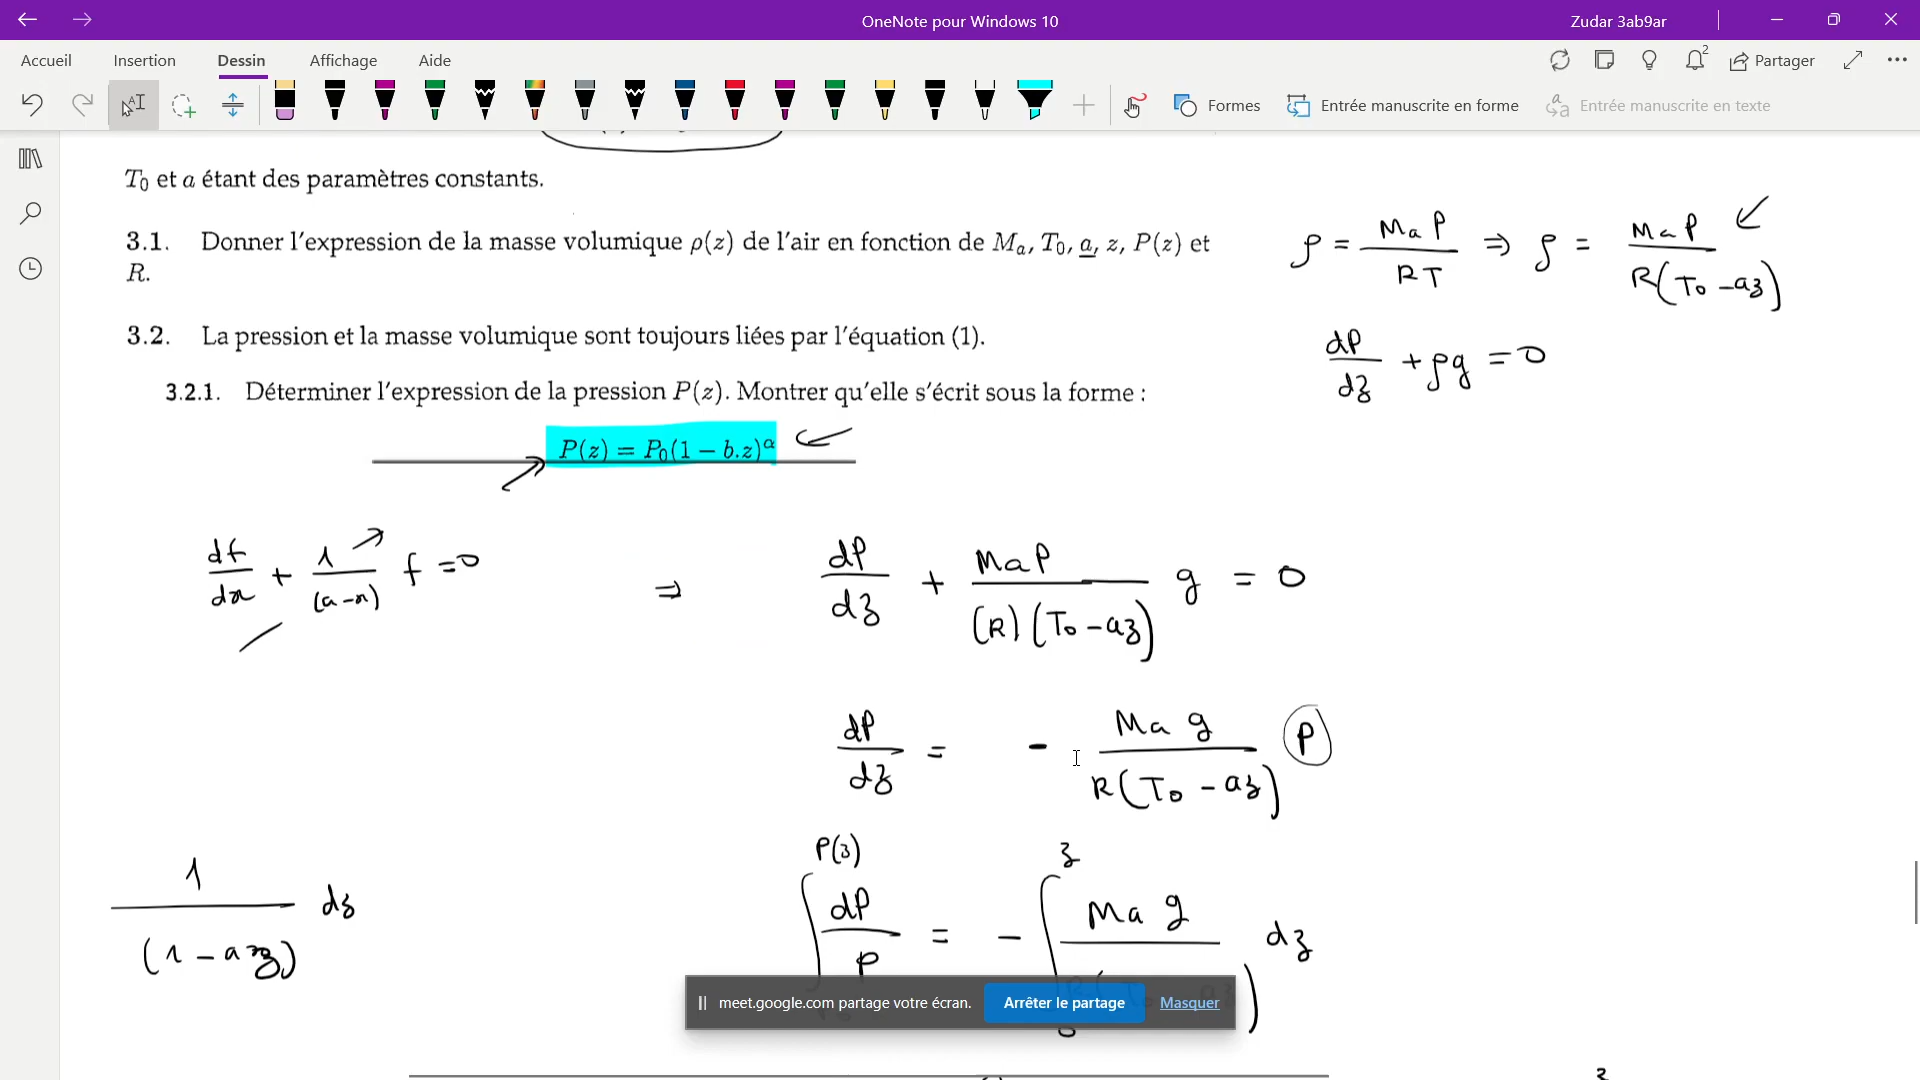 OneNote pour Windows 10
Zudar 3ab9ar
Accueil Insertion Dessin Affichage Aide
2
Partager
Formes
Entrée manuscrite en forme
Entrée manuscrite en texte
T₀ et a étant des paramètres constants.
3.1. Donner l'expression de la masse volumique ρ(z) de l'air en fonction de Mₐ, T₀, a, z, P(z) et
R.
ρ = Ma P / RT ⇒ ρ = Ma P / R(T₀ - az)
3.2. La pression et la masse volumique sont toujours liées par l'équation (1).
dP/dz + ρg = 0
3.2.1. Déterminer l'expression de la pression P(z). Montrer qu'elle s'écrit sous la forme :
P(z) = P₀(1 − b.z)^α
df/dx + 1/(a-x) f = 0
⇒ dP/dz + Ma P / (R)(T₀ - az) g = 0
dP/dz = - Ma g / R(T₀ - az) P
1/(1 - az) dz
P(z) z
∫ dP/P = - ∫ Ma g dz
0
meet.google.com partage votre écran.
Arrêter le partage
Masquer
z